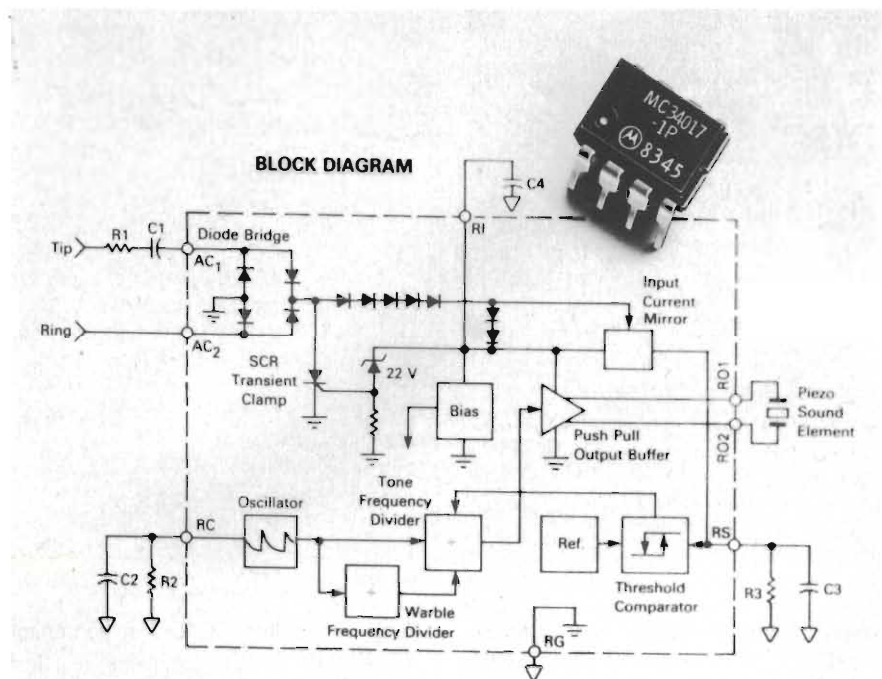 MC34017
-1P
8345
BLOCK DIAGRAM
C4
RI
Tip
R1
C1
Diode Bridge
AC1
Input
Current
Mirror
Ring
AC2
SCR
Transient
Clamp
22 V
Bias
RO1
Piezo
Sound
Element
RO2
Push Pull
Output Buffer
Tone
Frequency
Divider
Oscillator
RC
÷
Ref.
RS
C2
R2
÷
Warble
Frequency Divider
Threshold
Comparator
R3
C3
RG